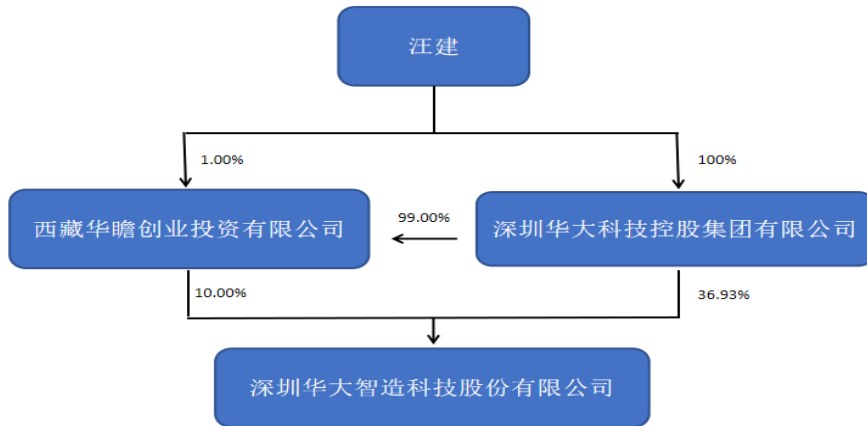 汪建
1.00%
100%
西藏华瞻创业投资有限公司
99.00%
深圳华大科技控股集团有限公司
10.00%
36.93%
深圳华大智造科技股份有限公司